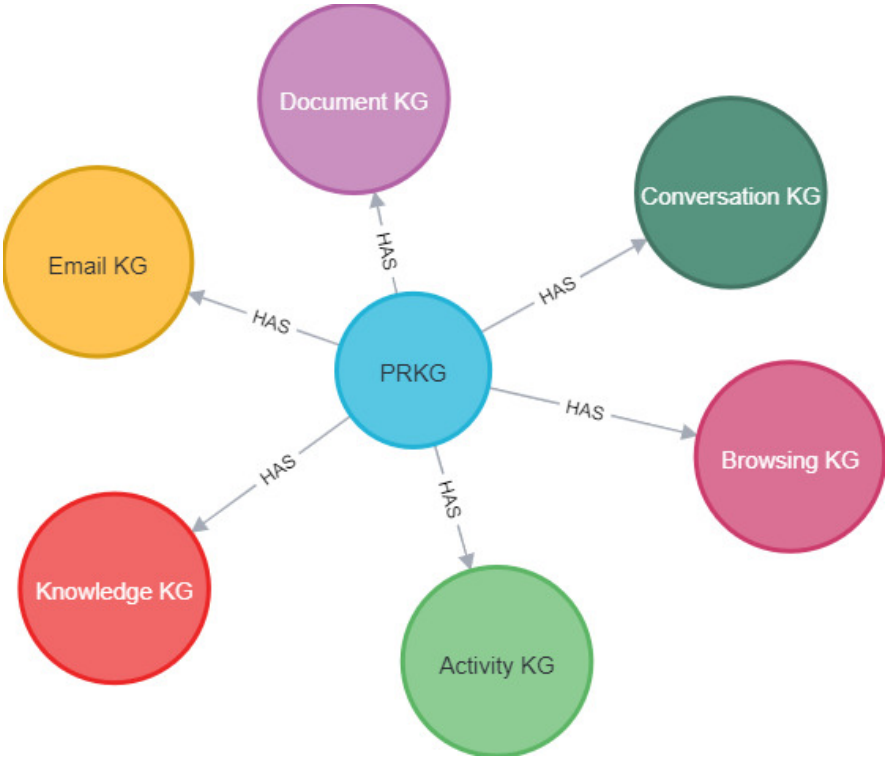 Document KG
Conversation KG
Email KG
HAS
HAS
HAS
PRKG
HAS
Browsing KG
HAS
HAS
Knowledge KG
Activity KG